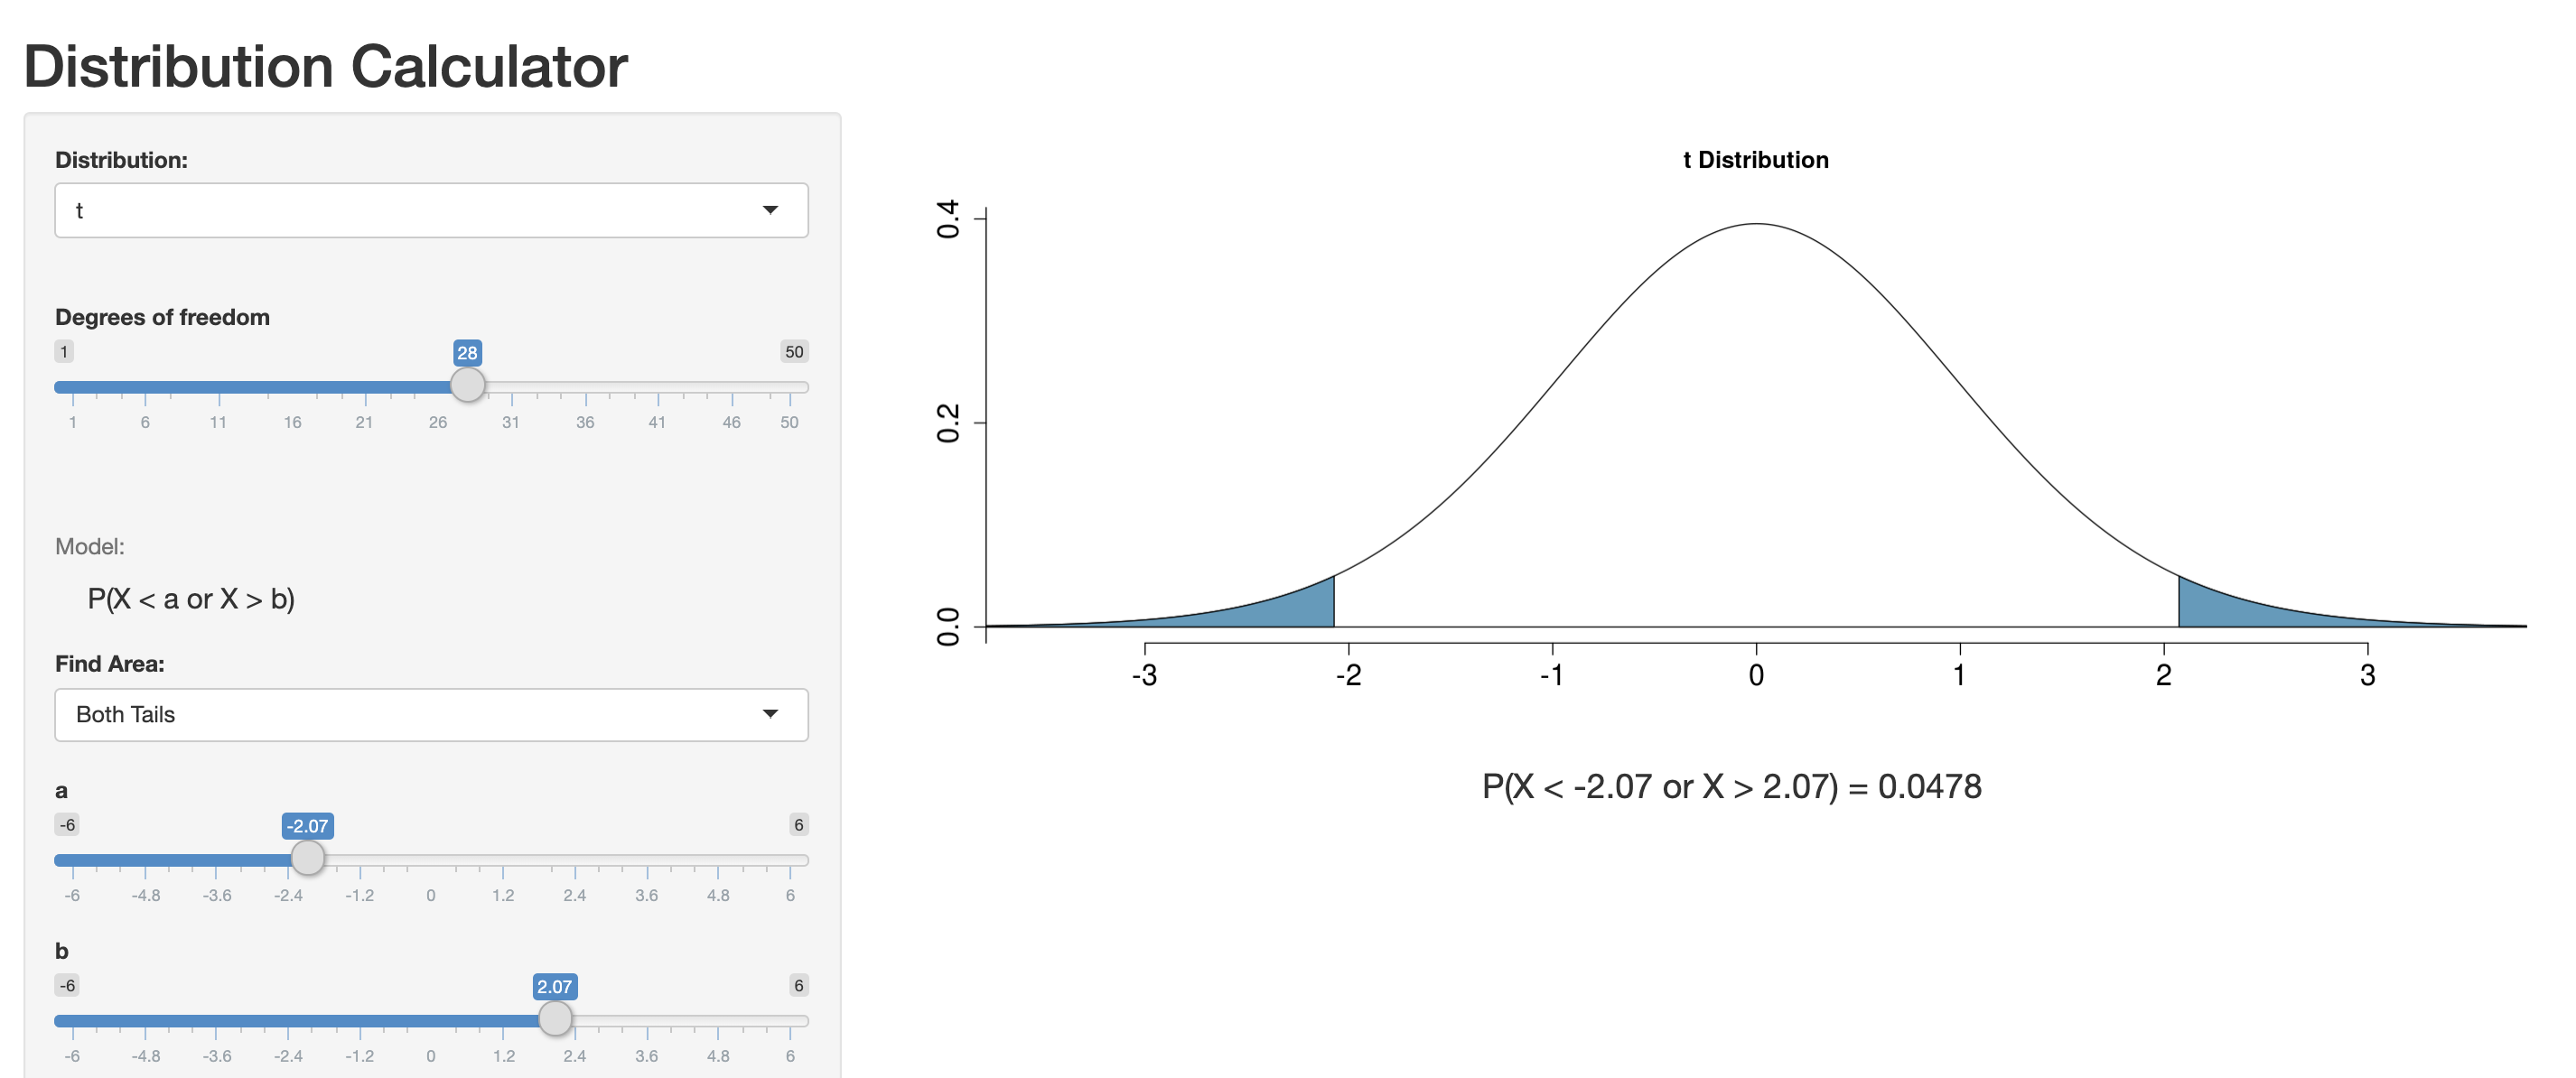 Distribution Calculator
Distribution:
t
Degrees of freedom
1 28 50
1 6 11 16 21 26 31 36 41 46 50
Model:
P(X < a or X > b)
Find Area:
Both Tails
a
-6 -2.07 6
-6 -4.8 -3.6 -2.4 -1.2 0 1.2 2.4 3.6 4.8 6
b
-6 2.07 6
-6 -4.8 -3.6 -2.4 -1.2 0 1.2 2.4 3.6 4.8 6
t Distribution
0.4
0.2
0.0
-3 -2 -1 0 1 2 3
P(X < -2.07 or X > 2.07) = 0.0478